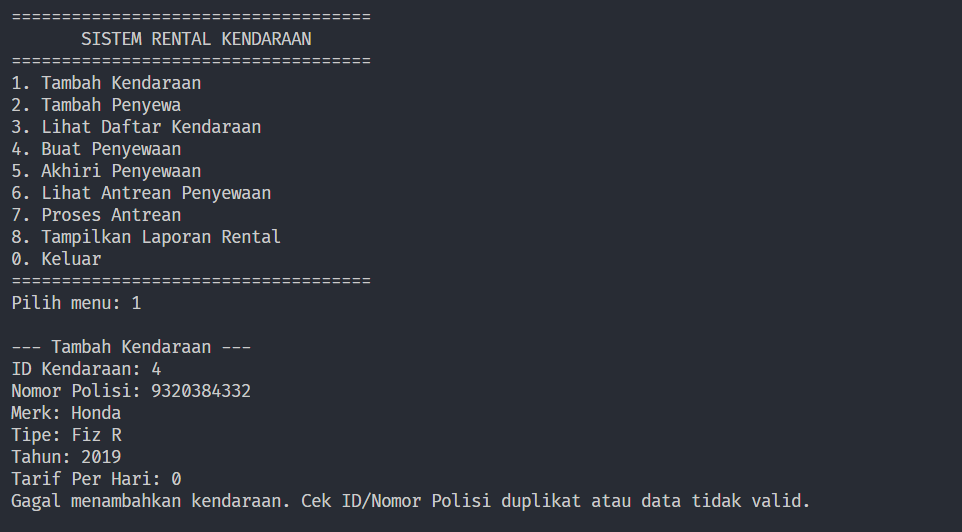 ====================================
SISTEM RENTAL KENDARAAN
====================================
1. Tambah Kendaraan
2. Tambah Penyewa
3. Lihat Daftar Kendaraan
4. Buat Penyewaan
5. Akhiri Penyewaan
6. Lihat Antrean Penyewaan
7. Proses Antrean
8. Tampilkan Laporan Rental
0. Keluar
====================================
Pilih menu: 1
--- Tambah Kendaraan ---
ID Kendaraan: 4
Nomor Polisi: 9320384332
Merk: Honda
Tipe: Fiz R
Tahun: 2019
Tarif Per Hari: 0
Gagal menambahkan kendaraan. Cek ID/Nomor Polisi duplikat atau data tidak valid.